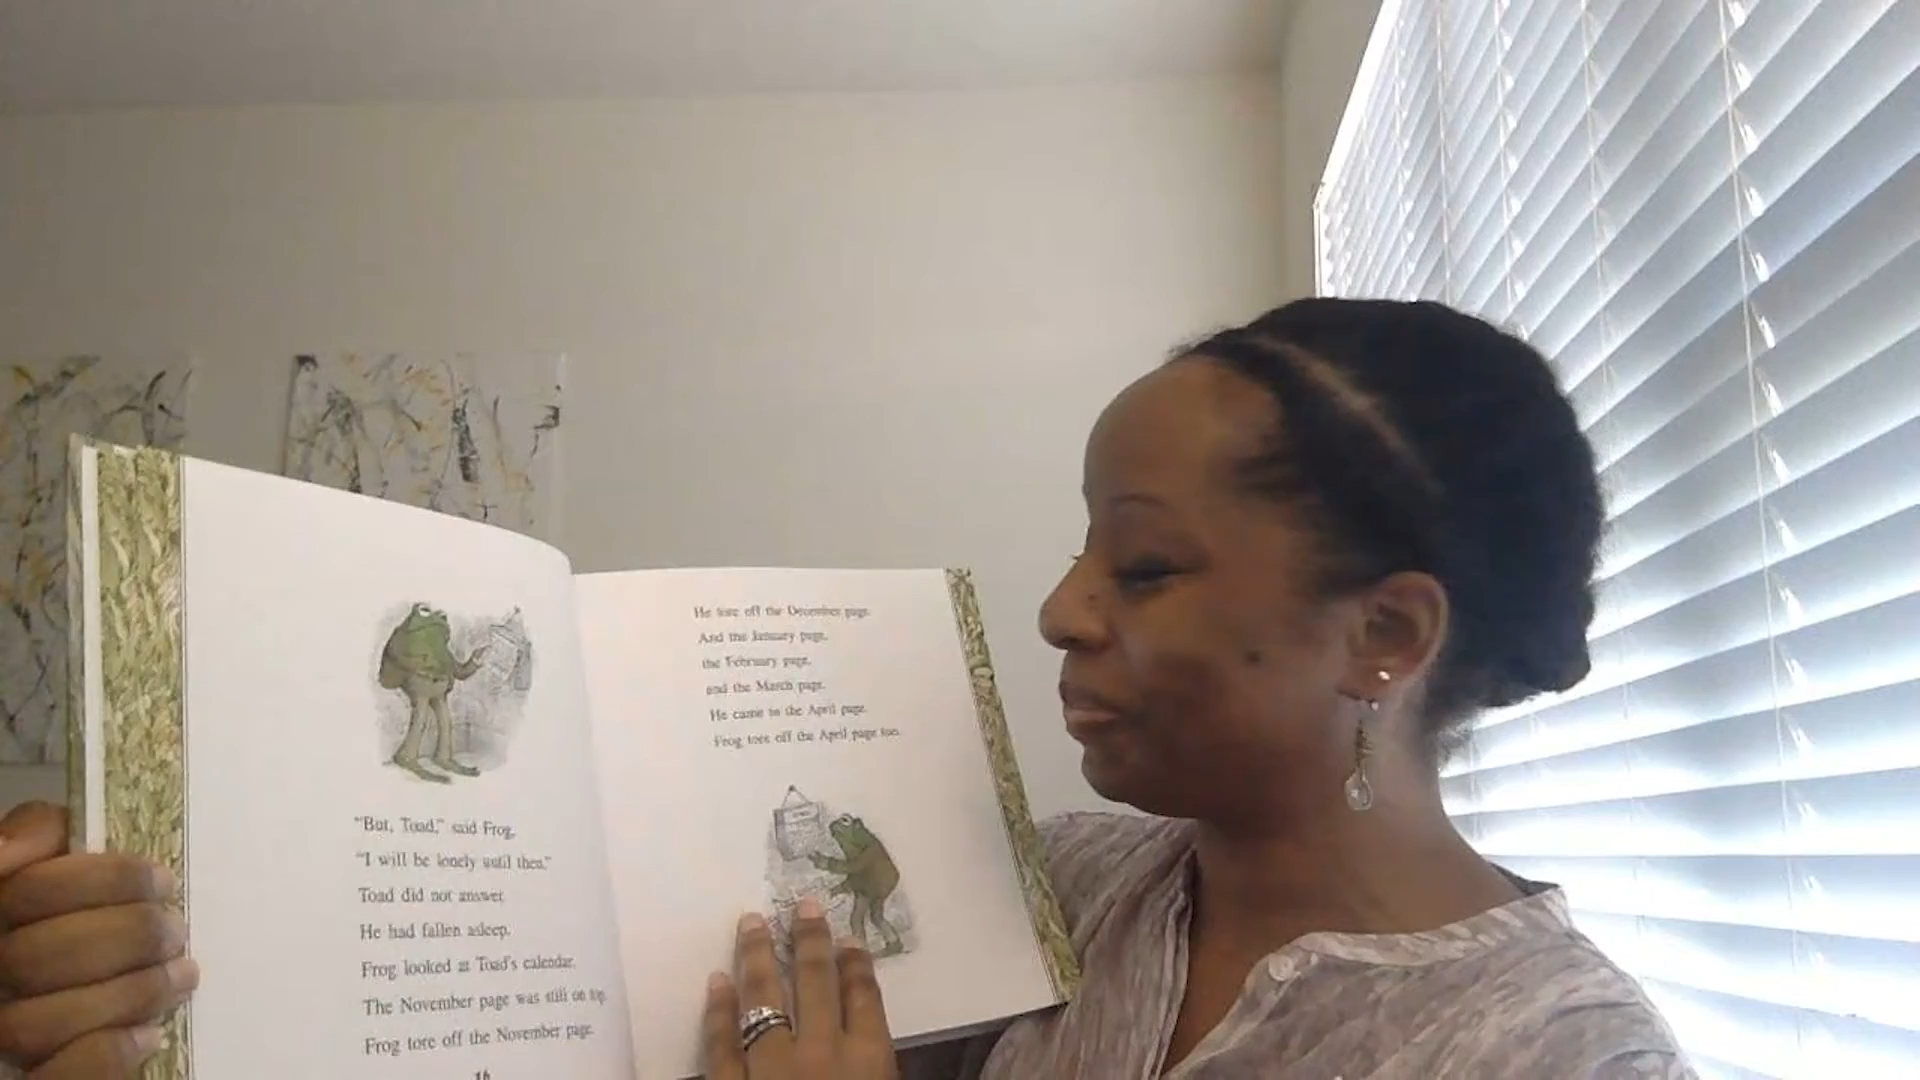 "But, Toad," said Frog,
"I will be lonely until then."
Toad did not answer.
He had fallen asleep.
Frog looked at Toad's calendar.
The November page was still on top.
Frog tore off the November page.
16
He tore off the December page.
And the January page,
the February page,
and the March page.
He came to the April page.
Frog tore off the April page too.